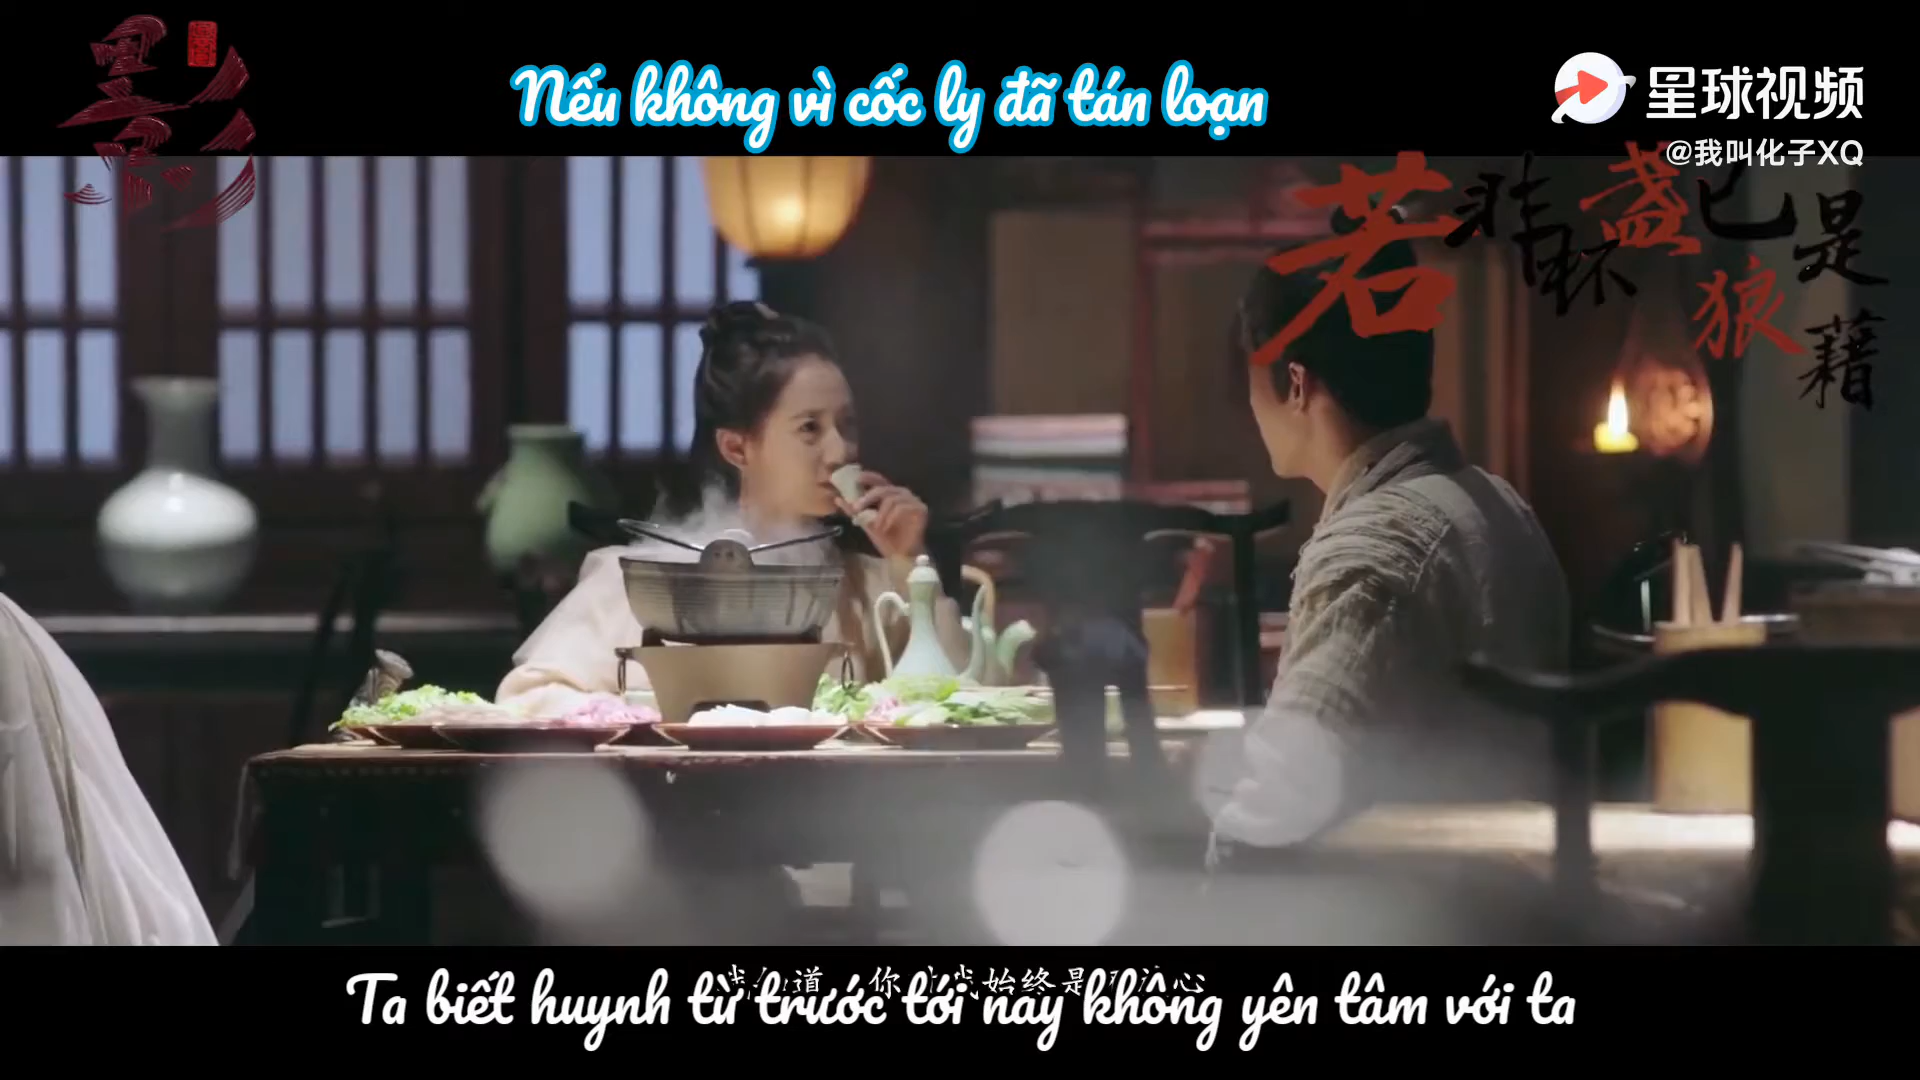 Nếu không vì cốc ly đã tán loạn
星球视频
@我叫化子XQ
若非杯盏已是狼藉
Ta biết huynh từ trước tới nay không yên tâm với ta